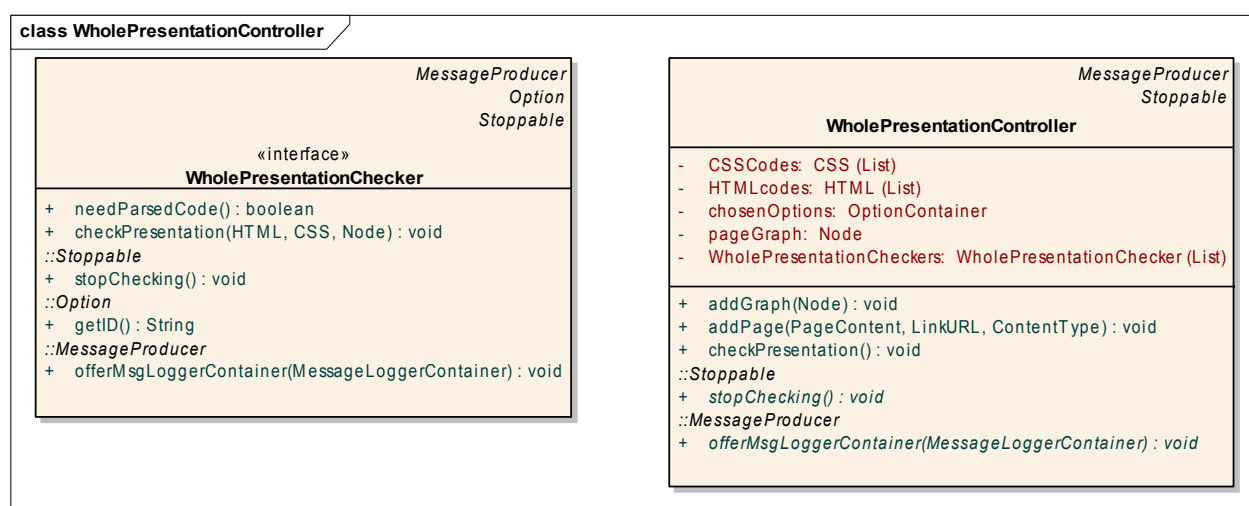 class WholePresentationController
MessageProducer
Option
Stoppable
«interface»
WholePresentationChecker
+ needParsedCode() : boolean
+ checkPresentation(HTML, CSS, Node) : void
::Stoppable
+ stopChecking() : void
::Option
+ getID() : String
::MessageProducer
+ offerMsgLoggerContainer(MessageLoggerContainer) : void
MessageProducer
Stoppable
WholePresentationController
- CSSCodes: CSS (List)
- HTMLcodes: HTML (List)
- chosenOptions: OptionContainer
- pageGraph: Node
- WholePresentationCheckers: WholePresentationChecker (List)
+ addGraph(Node) : void
+ addPage(PageContent, LinkURL, ContentType) : void
+ checkPresentation() : void
::Stoppable
+ stopChecking() : void
::MessageProducer
+ offerMsgLoggerContainer(MessageLoggerContainer) : void